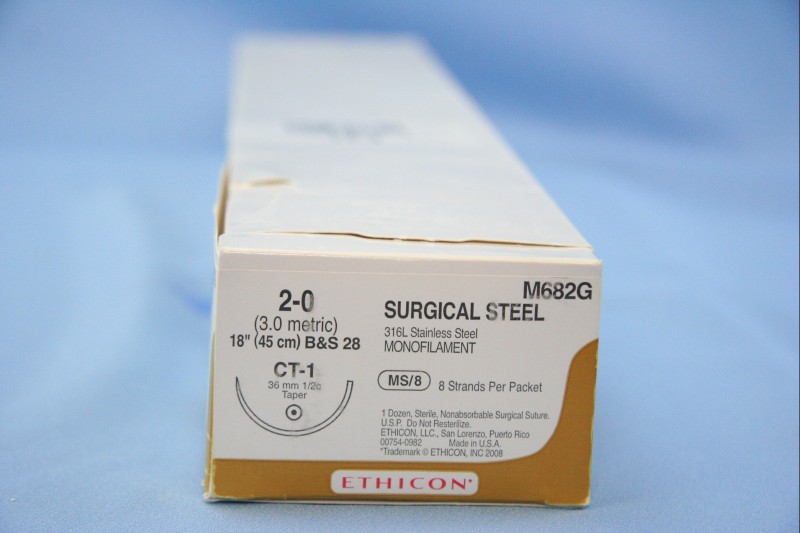 M682G
2-0
(3.0 metric)
18" (45 cm) B&S 28
CT-1
36 mm 1/2c
Taper
SURGICAL STEEL
316L Stainless Steel
MONOFILAMENT
MS/8 8 Strands Per Packet
1 Dozen, Sterile, Nonabsorbable Surgical Suture.
U.S.P. Do Not Resterilize.
ETHICON, LLC., San Lorenzo, Puerto Rico
00754-0982 Made in U.S.A.
*Trademark © ETHICON, INC 2008
ETHICON*